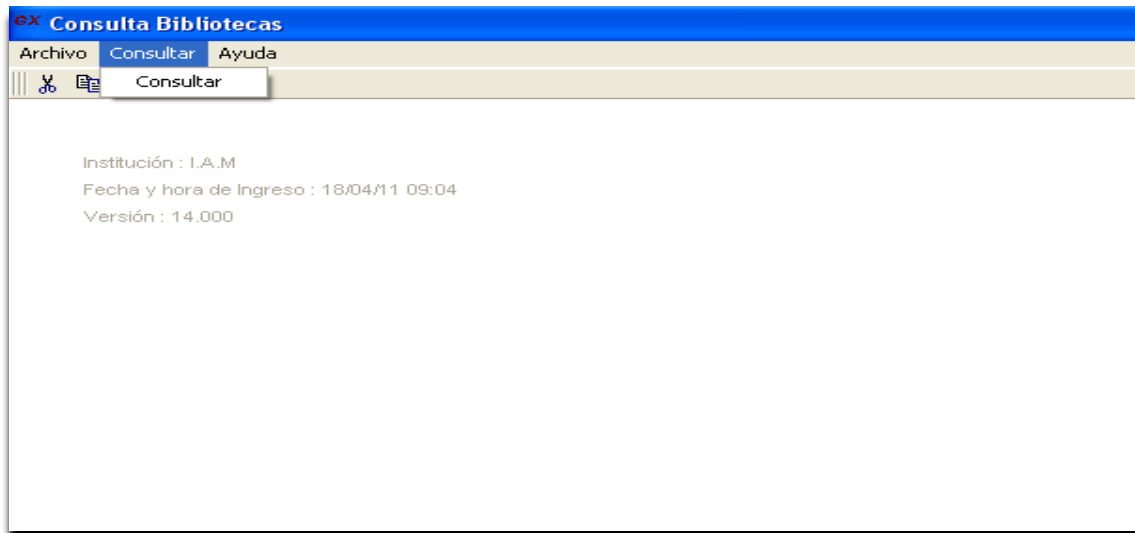 ex Consulta Bibliotecas
Archivo Consultar Ayuda
Consultar
Institución : I.A.M
Fecha y hora de Ingreso : 18/04/11 09:04
Versión : 14.000